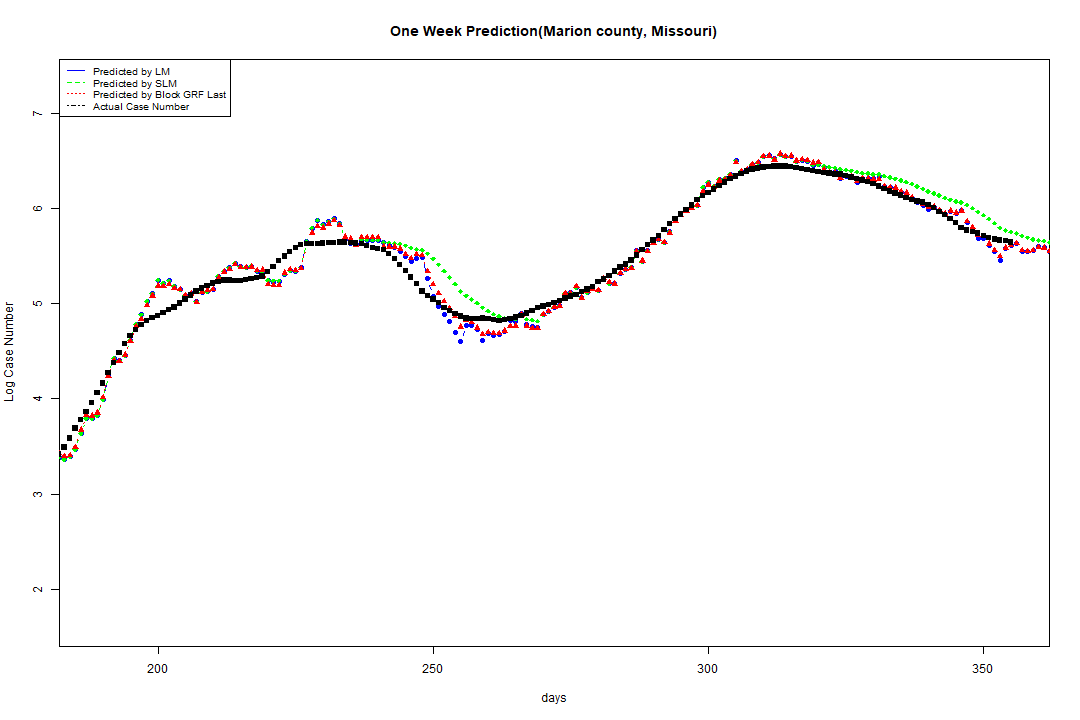 One Week Prediction(Marion county, Missouri)
Predicted by LM
Predicted by SLM
Predicted by Block GRF Last
Actual Case Number
7
6
5
4
3
2
Log Case Number
200
250
300
350
days